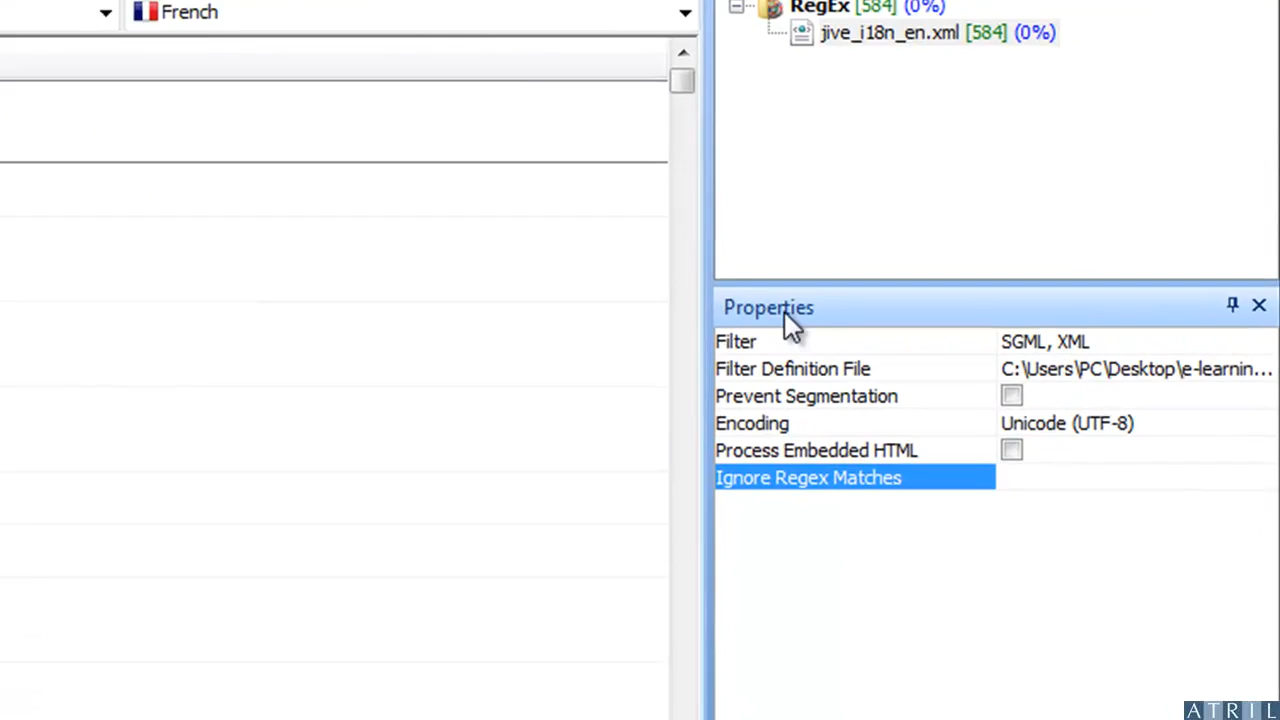 French
RegEx [584] (0%)
jive_i18n_en.xml [584] (0%)
Properties
Filter SGML, XML
Filter Definition File C:\Users\PC\Desktop\e-learnin...
Prevent Segmentation
Encoding Unicode (UTF-8)
Process Embedded HTML
Ignore Regex Matches
ATRIL